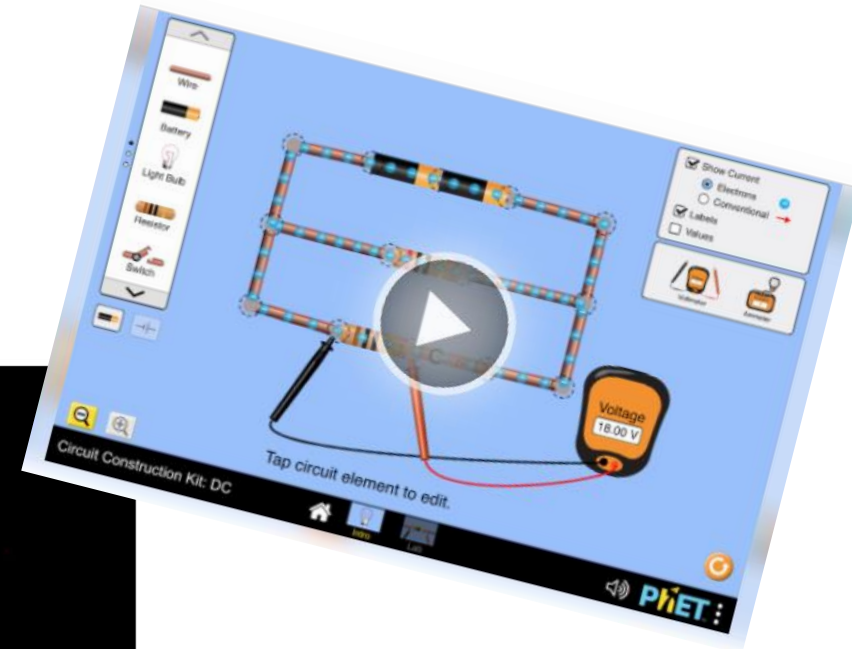 Wire
Battery
Light Bulb
Resistor
Switch
Show Current
Electrons
Conventional
Labels
Values
Voltmeter
Ammeter
Voltage
18.00 V
Tap circuit element to edit.
Circuit Construction Kit: DC
Intro
Lab
PhET